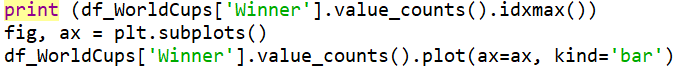 print (df_WorldCups['Winner'].value_counts().idxmax())
fig, ax = plt.subplots()
df_WorldCups['Winner'].value_counts().plot(ax=ax, kind='bar')